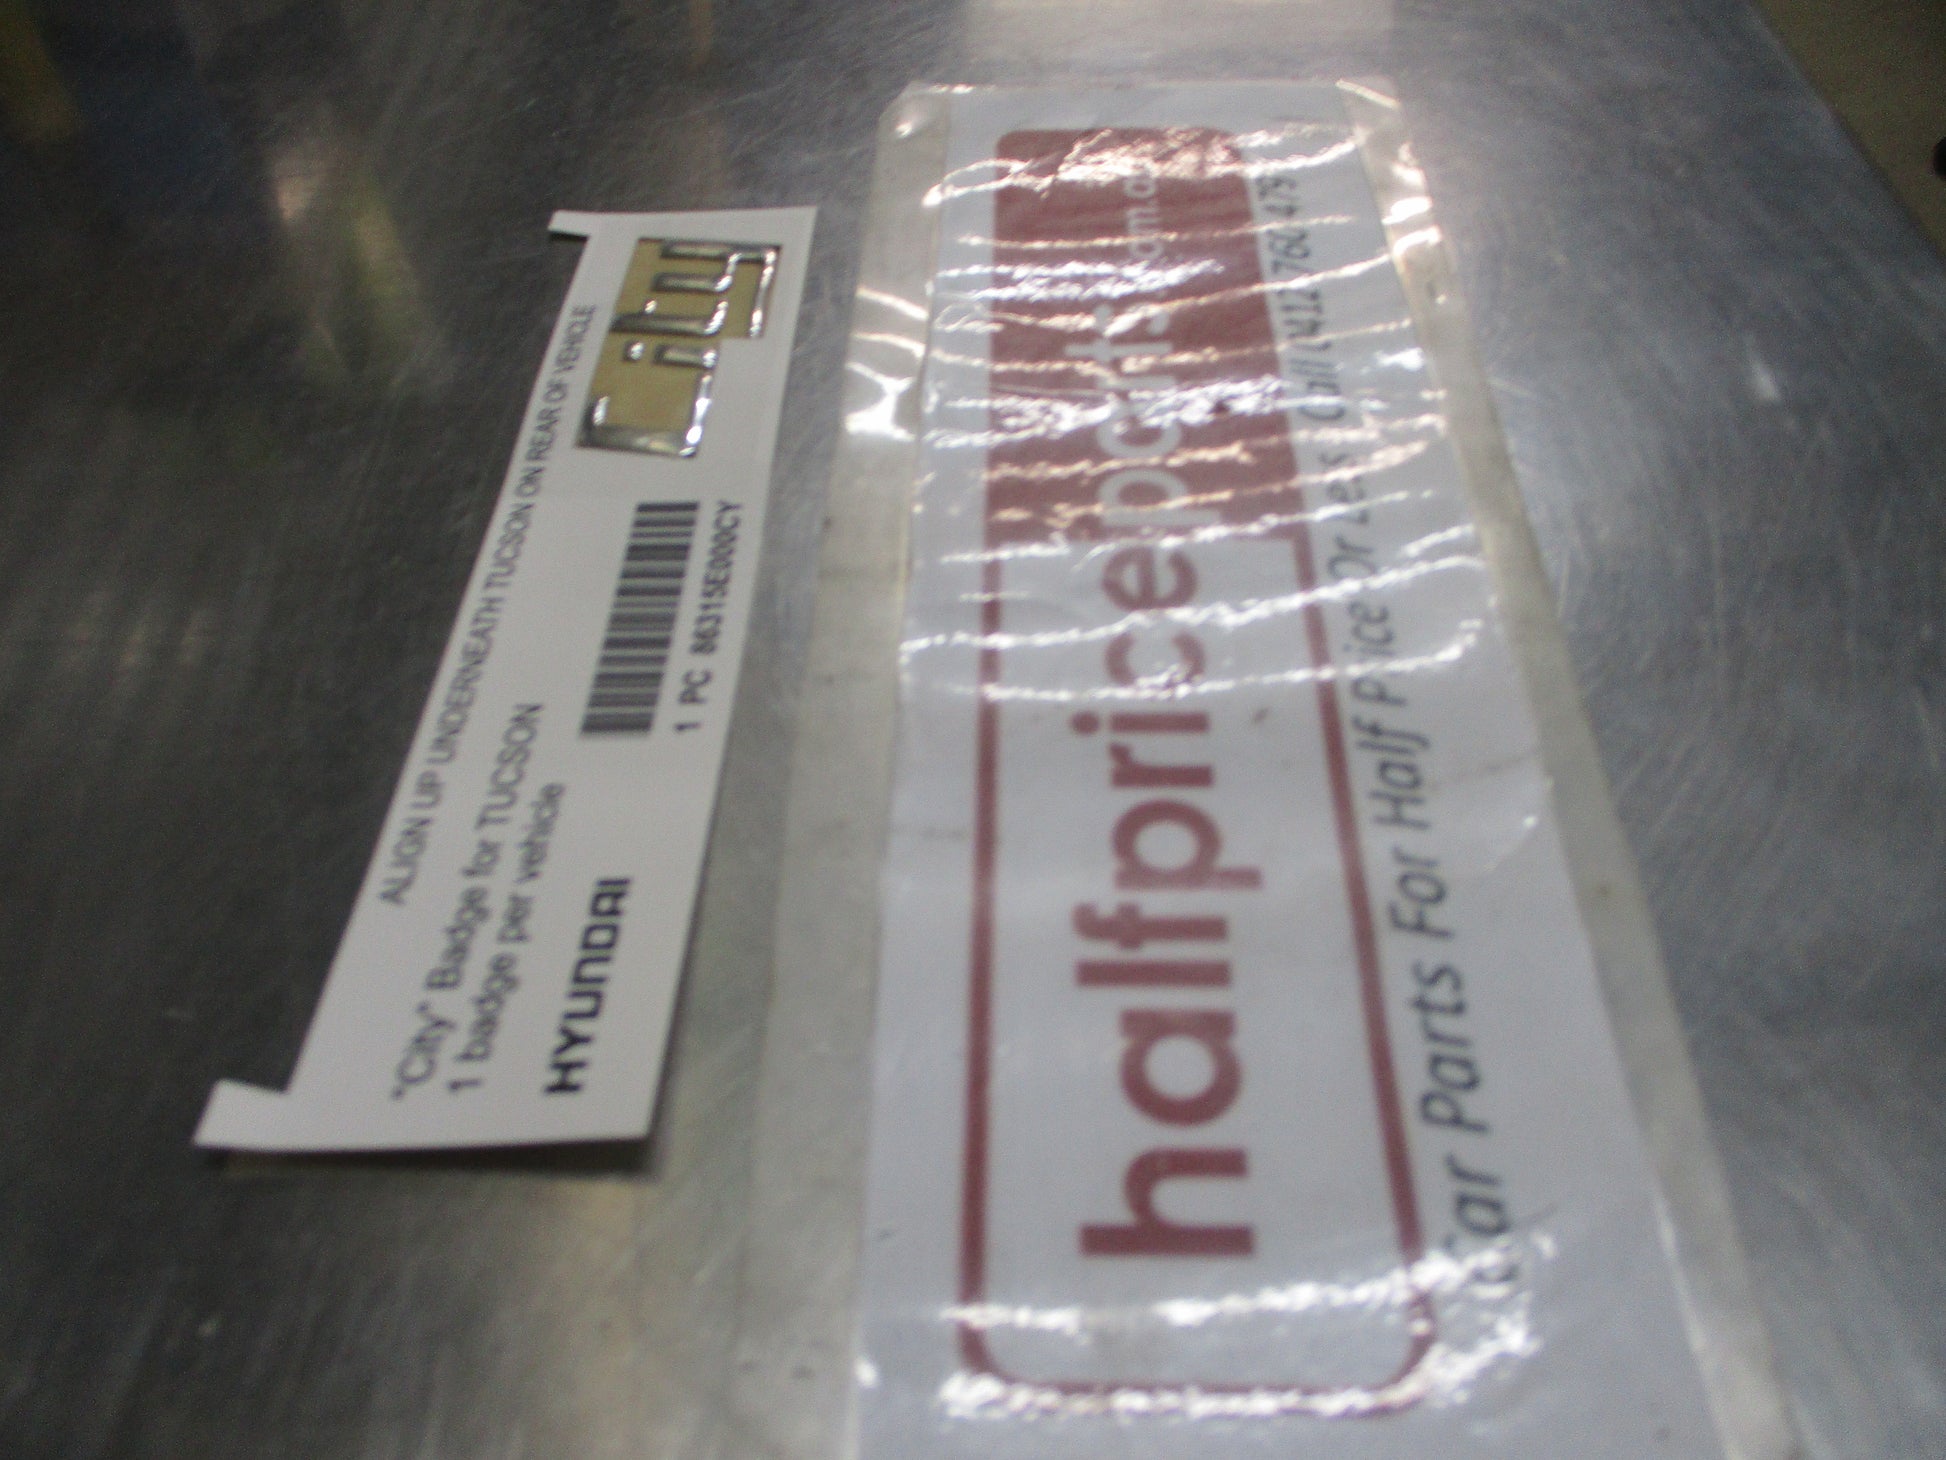 ALIGN UP UNDERNEATH TUCSON ON REAR OF VEHICLE
"City" Badge for TUCSON
1 badge per vehicle
HYUNDAI
1 PC 86315E000CY
City
halfpriceparts
Car Parts For Half Price Or Less Call 0412 760 479